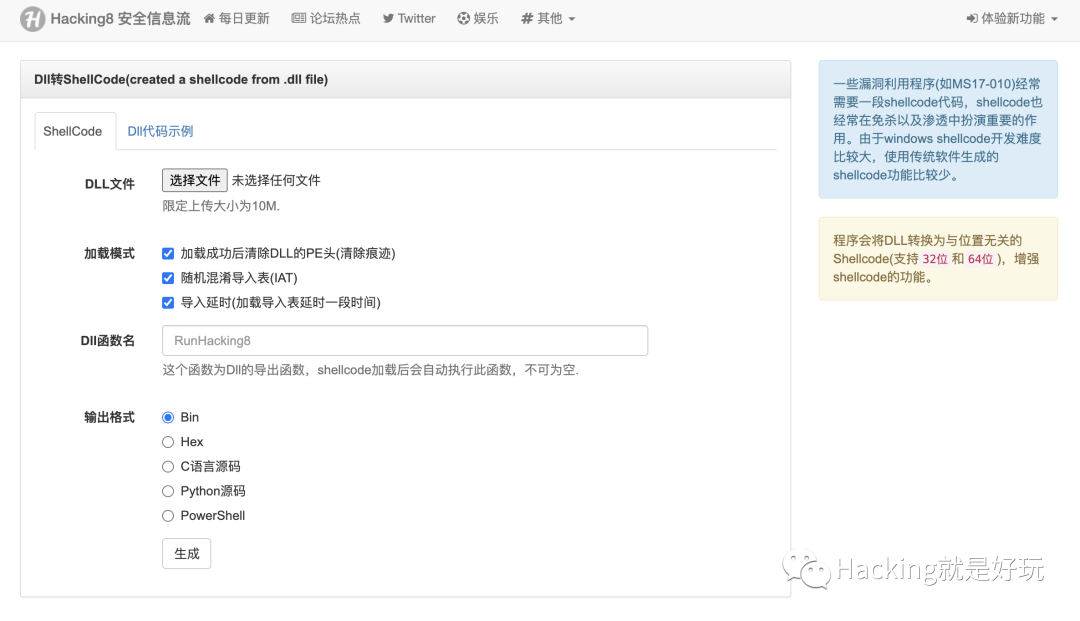 Hacking8 安全信息流 每日更新 论坛热点 Twitter 娱乐 其他 体验新功能
Dll转ShellCode(created a shellcode from .dll file)
ShellCode Dll代码示例
DLL文件 选择文件 未选择任何文件
限定上传大小为10M.
加载模式 加载成功后清除DLL的PE头(清除痕迹)
随机混淆导入表(IAT)
导入延时(加载导入表延时一段时间)
Dll函数名 RunHacking8
这个函数为Dll的导出函数，shellcode加载后会自动执行此函数，不可为空.
输出格式 Bin
Hex
C语言源码
Python源码
PowerShell
生成
一些漏洞利用程序(如MS17-010)经常
需要一段shellcode代码，shellcode也
经常在免杀以及渗透中扮演重要的作
用。由于windows shellcode开发难度
比较大，使用传统软件生成的
shellcode功能比较少。
程序会将DLL转换为与位置无关的
Shellcode(支持 32位 和 64位 )，增强
shellcode的功能。
Hacking就是好玩